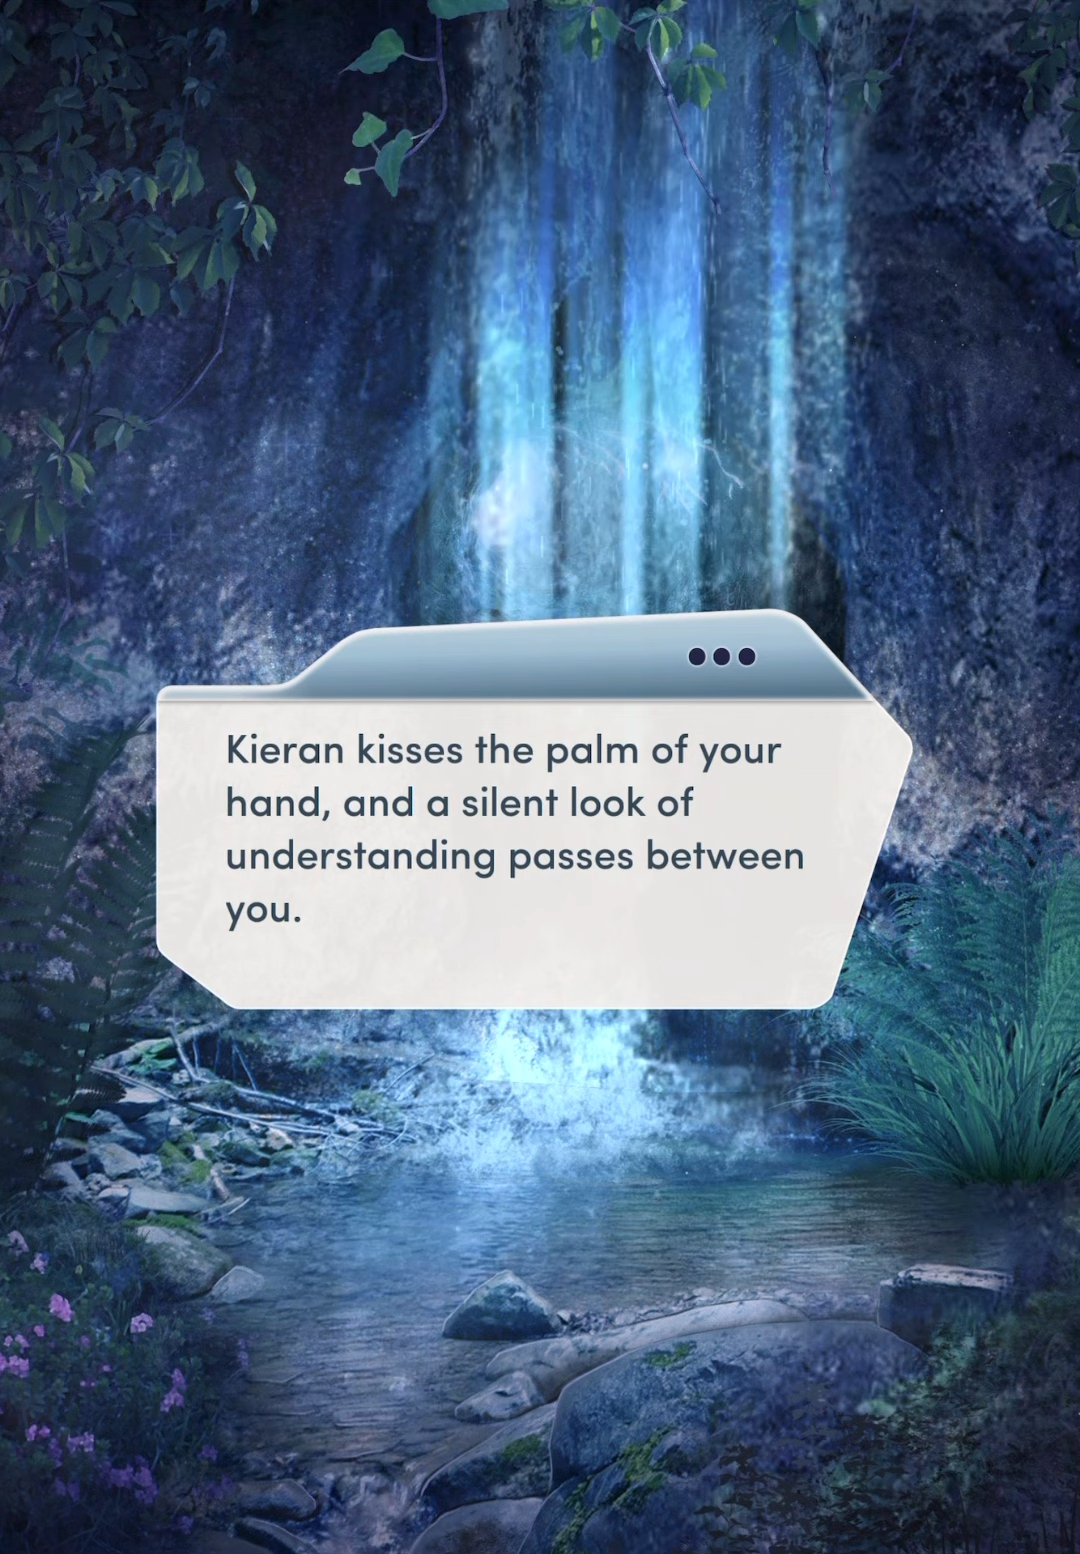 Kieran kisses the palm of your
hand, and a silent look of
understanding passes between
you.